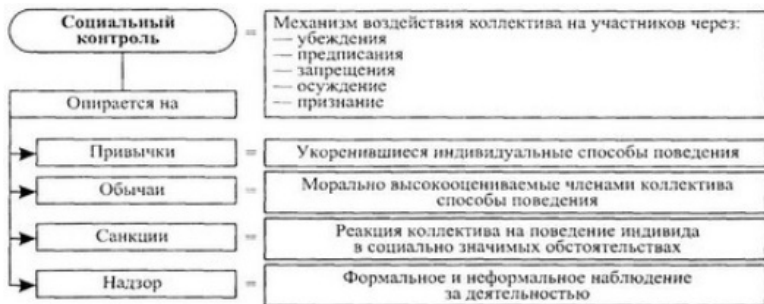 Социальный
контроль
=
Механизм воздействия коллектива на участников через:
— убеждения
— предписания
— запрещения
— осуждение
— признание
Опирается на
Привычки = Укоренившиеся индивидуальные способы поведения
Обычаи = Морально высокооцениваемые членами коллектива
способы поведения
Санкции = Реакция коллектива на поведение индивида
в социально значимых обстоятельствах
Надзор = Формальное и неформальное наблюдение
за деятельностью